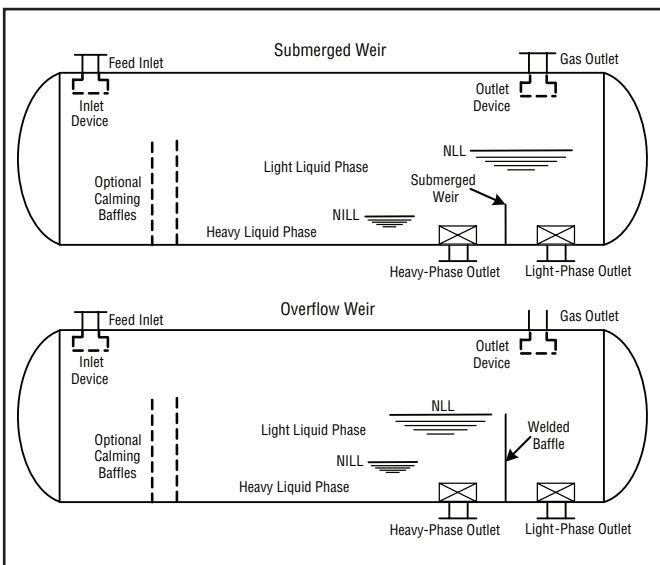 Submerged Weir
Feed Inlet
Gas Outlet
Inlet
Device
Outlet
Device
NLL
Light Liquid Phase
Optional
Calming
Baffles
Submerged
Weir
NILL
Heavy Liquid Phase
Heavy-Phase Outlet
Light-Phase Outlet
Overflow Weir
Feed Inlet
Gas Outlet
Inlet
Device
Outlet
Device
NLL
Light Liquid Phase
Welded
Baffle
Optional
Calming
Baffles
NILL
Heavy Liquid Phase
Heavy-Phase Outlet
Light-Phase Outlet